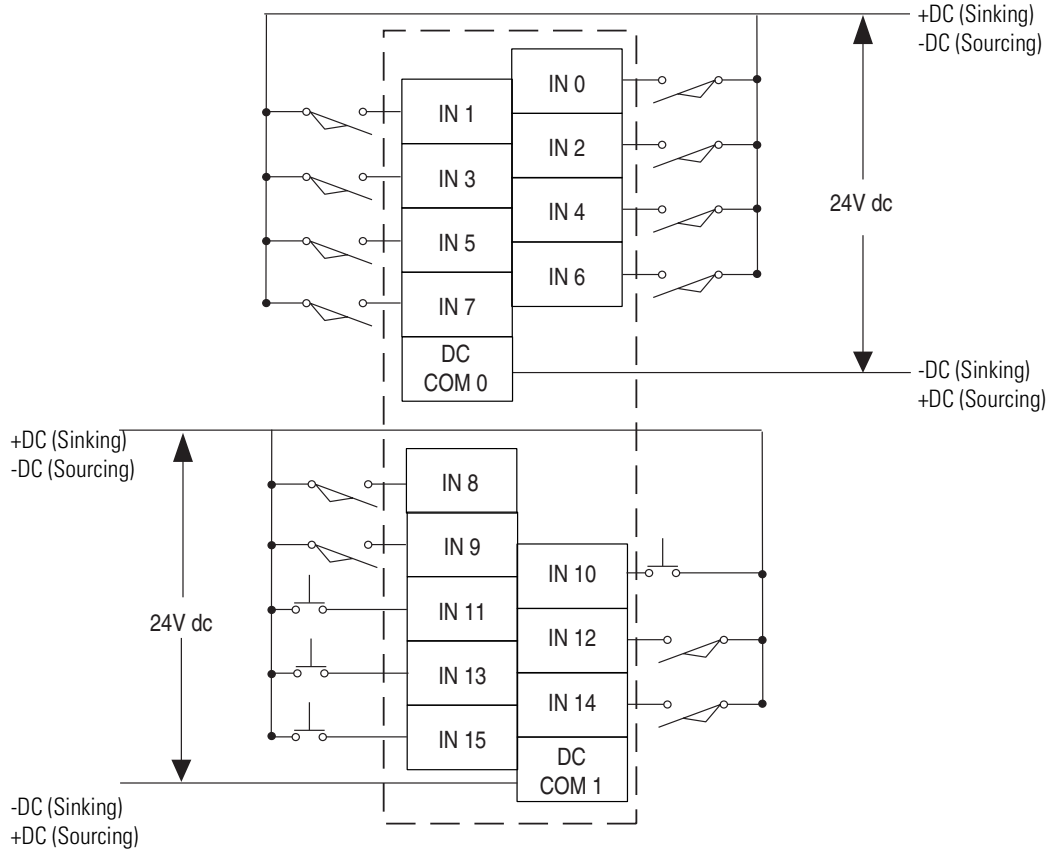 +DC (Sinking)
-DC (Sourcing)
IN 0
IN 1
IN 2
IN 3
IN 4
24V dc
IN 5
IN 6
IN 7
DC
COM 0
-DC (Sinking)
+DC (Sourcing)
+DC (Sinking)
-DC (Sourcing)
IN 8
IN 9
IN 10
24V dc
IN 11
IN 12
IN 13
IN 14
IN 15
DC
COM 1
-DC (Sinking)
+DC (Sourcing)